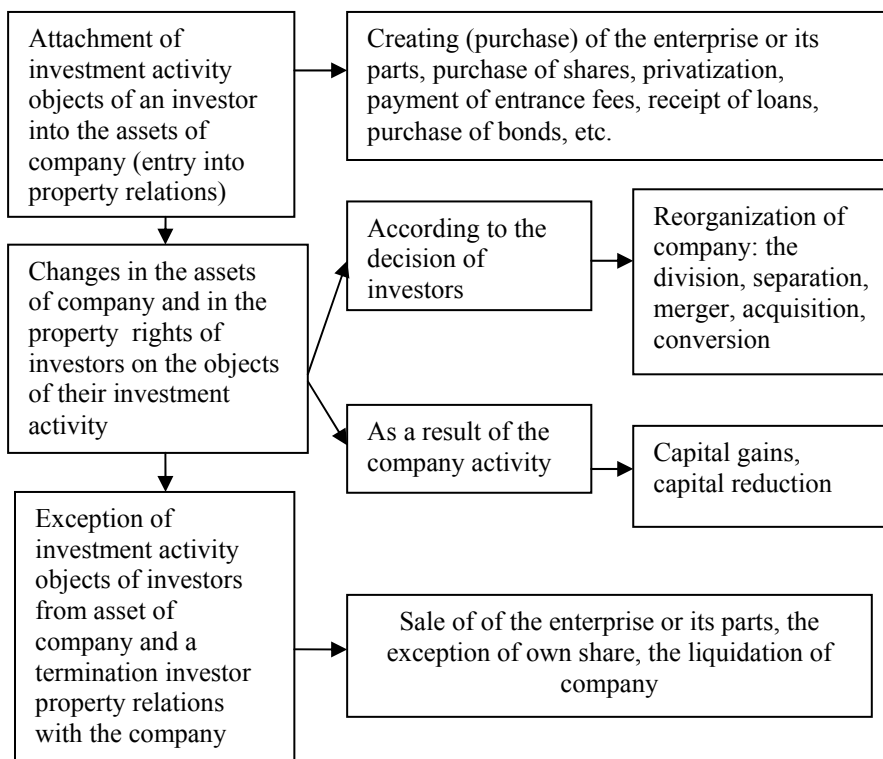 Attachment of
investment activity
objects of an investor
into the assets of
company (entry into
property relations)
Creating (purchase) of the enterprise or its
parts, purchase of shares, privatization,
payment of entrance fees, receipt of loans,
purchase of bonds, etc.
Changes in the assets
of company and in the
property rights of
investors on the objects
of their investment
activity
According to the
decision of
investors
Reorganization of
company: the
division, separation,
merger, acquisition,
conversion
As a result of the
company activity
Capital gains,
capital reduction
Exception of
investment activity
objects of investors
from asset of
company and a
termination investor
property relations
with the company
Sale of of the enterprise or its parts, the
exception of own share, the liquidation of
company